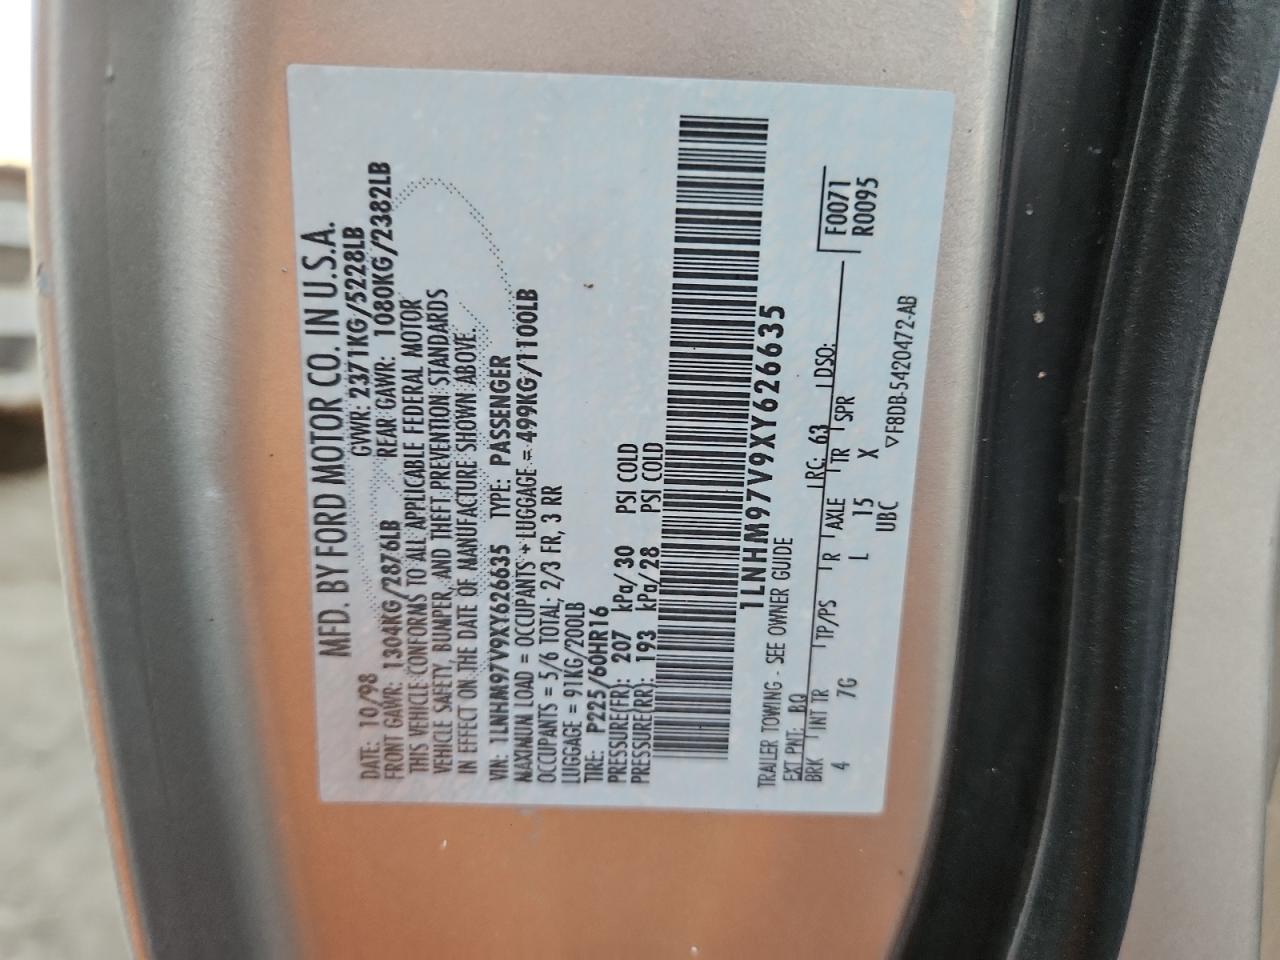 MFD. BY FORD MOTOR CO. IN U.S.A.
DATE: 10/98 GVWR: 2371KG/5228LB
FRONT GAWR: 1304KG/2876LB REAR GAWR: 1080KG/2382LB
THIS VEHICLE CONFORMS TO ALL APPLICABLE FEDERAL MOTOR
VEHICLE SAFETY, BUMPER, AND THEFT PREVENTION STANDARDS
IN EFFECT ON THE DATE OF MANUFACTURE SHOWN ABOVE.
VIN: 1LNHM97V9XY626635 TYPE: PASSENGER
MAXIMUM LOAD = OCCUPANTS + LUGGAGE = 499KG/1100LB
OCCUPANTS = 5/6 TOTAL; 2/3 FR, 3 RR
LUGGAGE = 91KG/200LB
TIRE: P225/60HR16
PRESSURE(FR): 207 kPa/30 PSI COLD
PRESSURE(RR): 193 kPa/28 PSI COLD
1LNHM97V9XY626635
TRAILER TOWING - SEE OWNER GUIDE
EXT PNT: BQ RC: 63 DSO: F0071
BRK INT TR TP/PS R AXLE TR SPR R0095
4 7G L 15 X
UBC
▽F8DB-5420472-AB